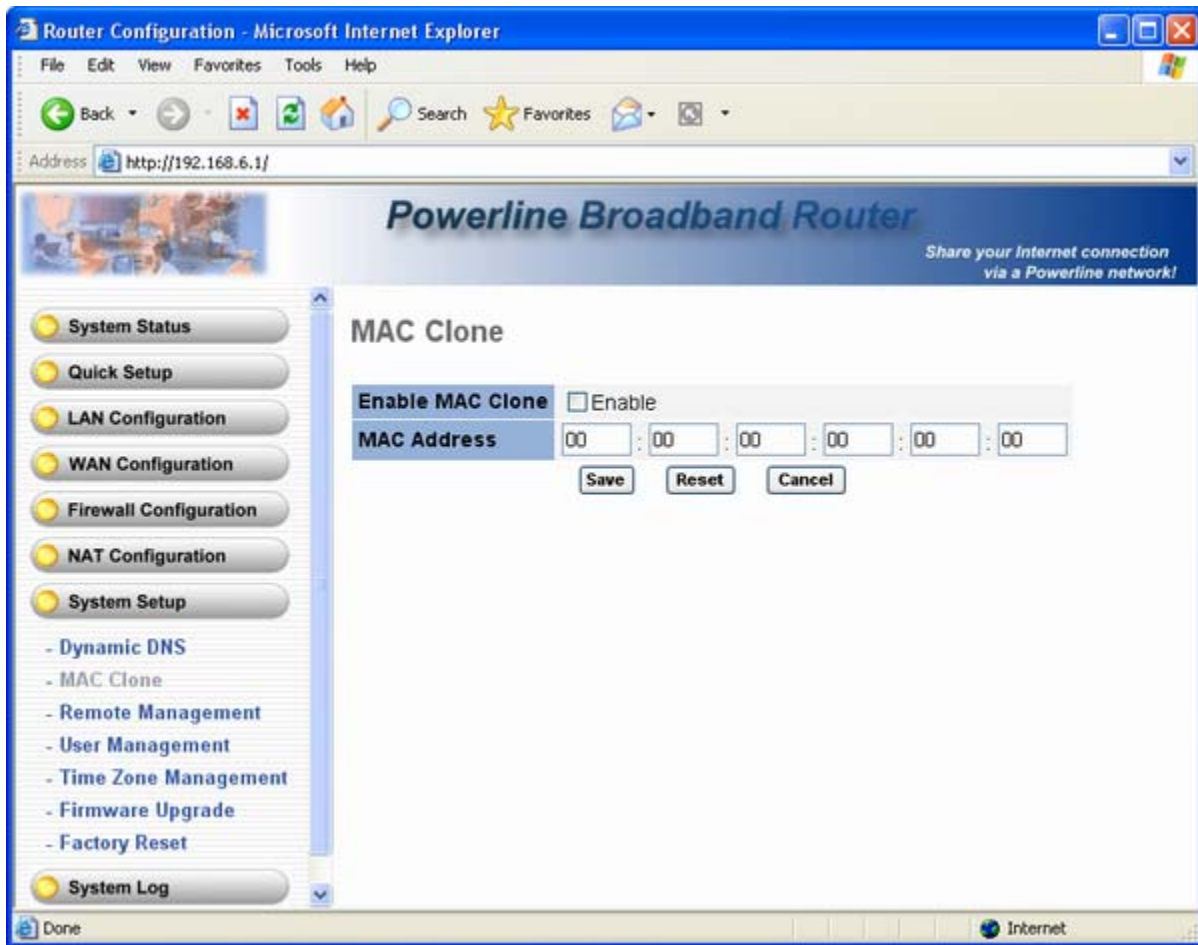 Router Configuration - Microsoft Internet Explorer
File Edit View Favorites Tools Help
Back Search Favorites
Address http://192.168.6.1/
Powerline Broadband Router
Share your Internet connection
via a Powerline network!
System Status
Quick Setup
LAN Configuration
WAN Configuration
Firewall Configuration
NAT Configuration
System Setup
- Dynamic DNS
- MAC Clone
- Remote Management
- User Management
- Time Zone Management
- Firmware Upgrade
- Factory Reset
System Log
MAC Clone
Enable MAC Clone Enable
MAC Address 00 : 00 : 00 : 00 : 00 : 00
Save Reset Cancel
Done Internet